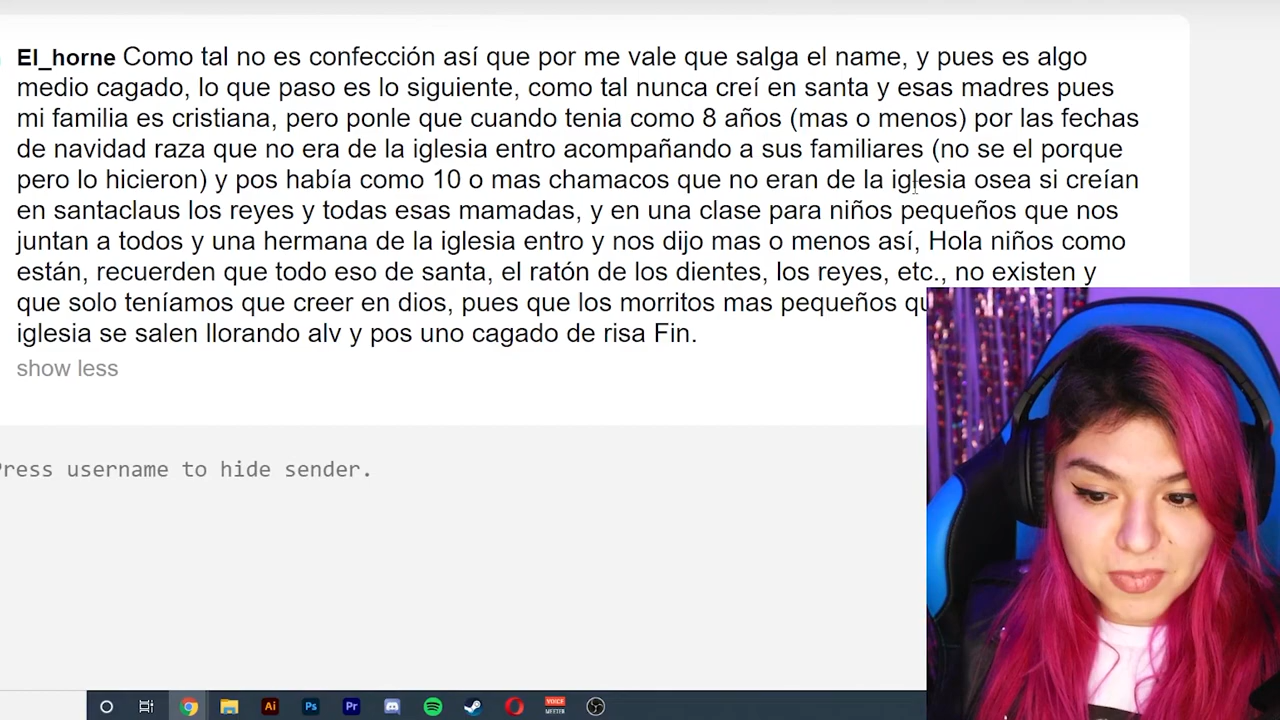 El_horne Como tal no es confección así que por me vale que salga el name, y pues es algo
medio cagado, lo que paso es lo siguiente, como tal nunca creí en santa y esas madres pues
mi familia es cristiana, pero ponle que cuando tenia como 8 años (mas o menos) por las fechas
de navidad raza que no era de la iglesia entro acompañando a sus familiares (no se el porque
pero lo hicieron) y pos había como 10 o mas chamacos que no eran de la iglesia osea si creían
en santaclaus los reyes y todas esas mamadas, y en una clase para niños pequeños que nos
juntan a todos y una hermana de la iglesia entro y nos dijo mas o menos así, Hola niños como
están, recuerden que todo eso de santa, el ratón de los dientes, los reyes, etc., no existen y
que solo teníamos que creer en dios, pues que los morritos mas pequeños
iglesia se salen llorando alv y pos uno cagado de risa Fin.
show less
Press username to hide sender.
Ai Ps Pr VOICE
MEETER